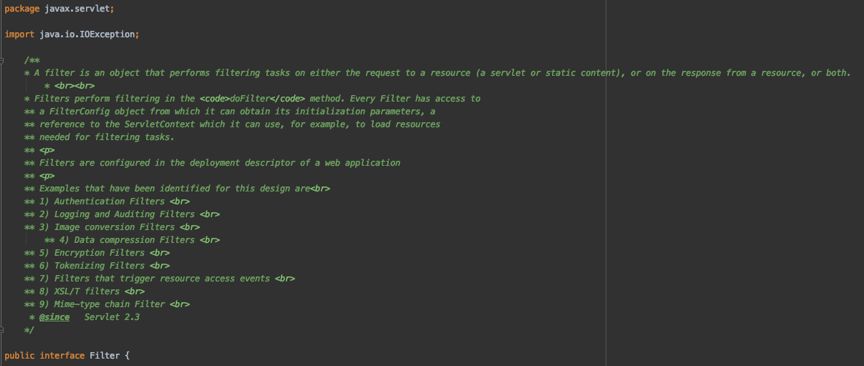 package javax.servlet;
import java.io.IOException;
/**
* A filter is an object that performs filtering tasks on either the request to a resource (a servlet or static content), or on the response from a resource, or both.
* <br><br>
* Filters perform filtering in the <code>doFilter</code> method. Every Filter has access to
** a FilterConfig object from which it can obtain its initialization parameters, a
** reference to the ServletContext which it can use, for example, to load resources
** needed for filtering tasks.
** <p>
** Filters are configured in the deployment descriptor of a web application
** <p>
** Examples that have been identified for this design are<br>
** 1) Authentication Filters <br>
** 2) Logging and Auditing Filters <br>
** 3) Image conversion Filters <br>
** 4) Data compression Filters <br>
** 5) Encryption Filters <br>
** 6) Tokenizing Filters <br>
** 7) Filters that trigger resource access events <br>
** 8) XSL/T filters <br>
** 9) Mime-type chain Filter <br>
* @since Servlet 2.3
*/
public interface Filter {